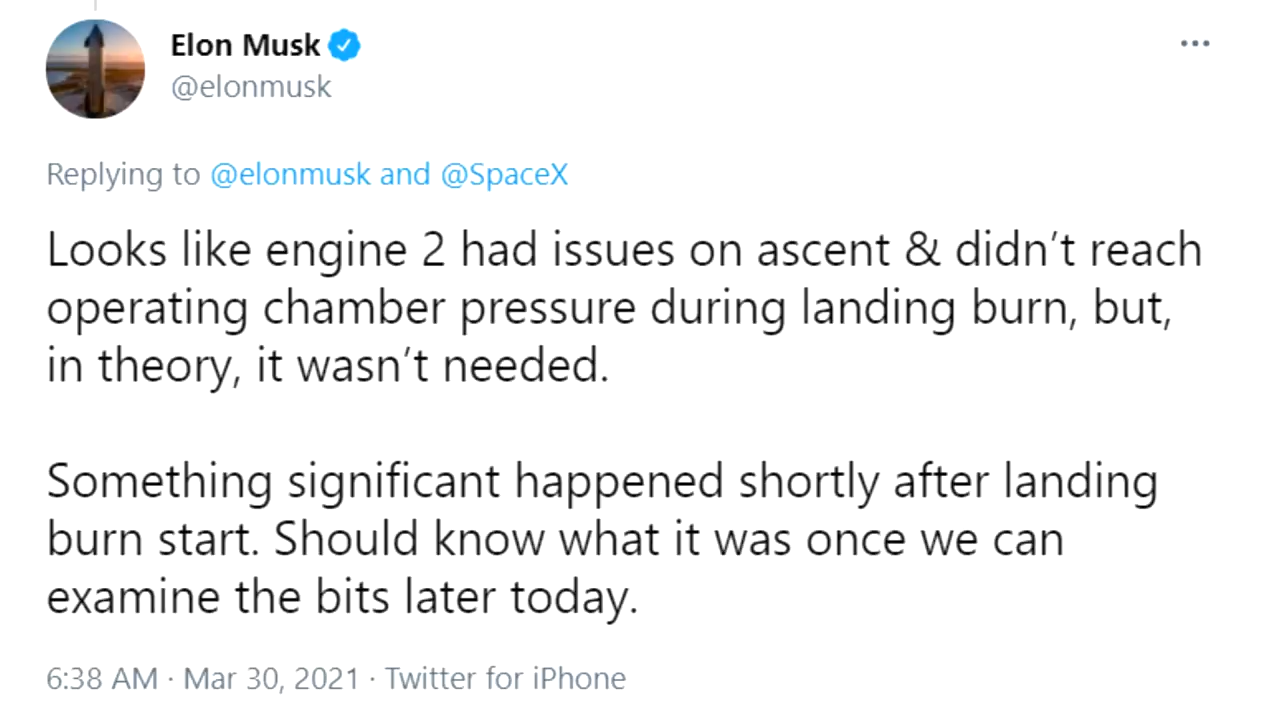 Elon Musk
@elonmusk
Replying to @elonmusk and @SpaceX
Looks like engine 2 had issues on ascent & didn’t reach
operating chamber pressure during landing burn, but,
in theory, it wasn’t needed.
Something significant happened shortly after landing
burn start. Should know what it was once we can
examine the bits later today.
6:38 AM · Mar 30, 2021 · Twitter for iPhone